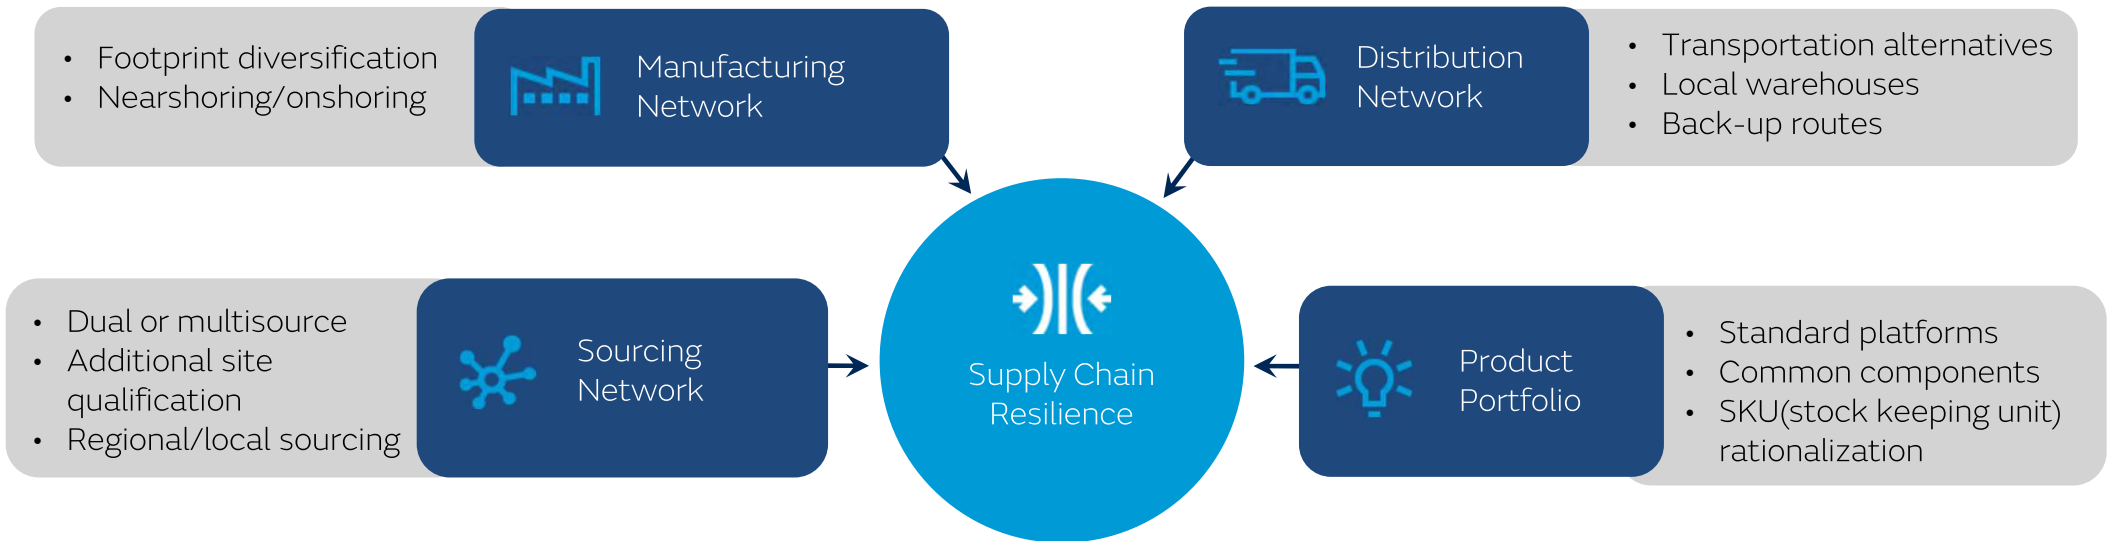 • Footprint diversification
• Nearshoring/onshoring
Manufacturing
Network
Distribution
Network
• Transportation alternatives
• Local warehouses
• Back-up routes
• Dual or multisource
• Additional site
qualification
• Regional/local sourcing
Sourcing
Network
Supply Chain
Resilience
Product
Portfolio
• Standard platforms
• Common components
• SKU(stock keeping unit)
rationalization